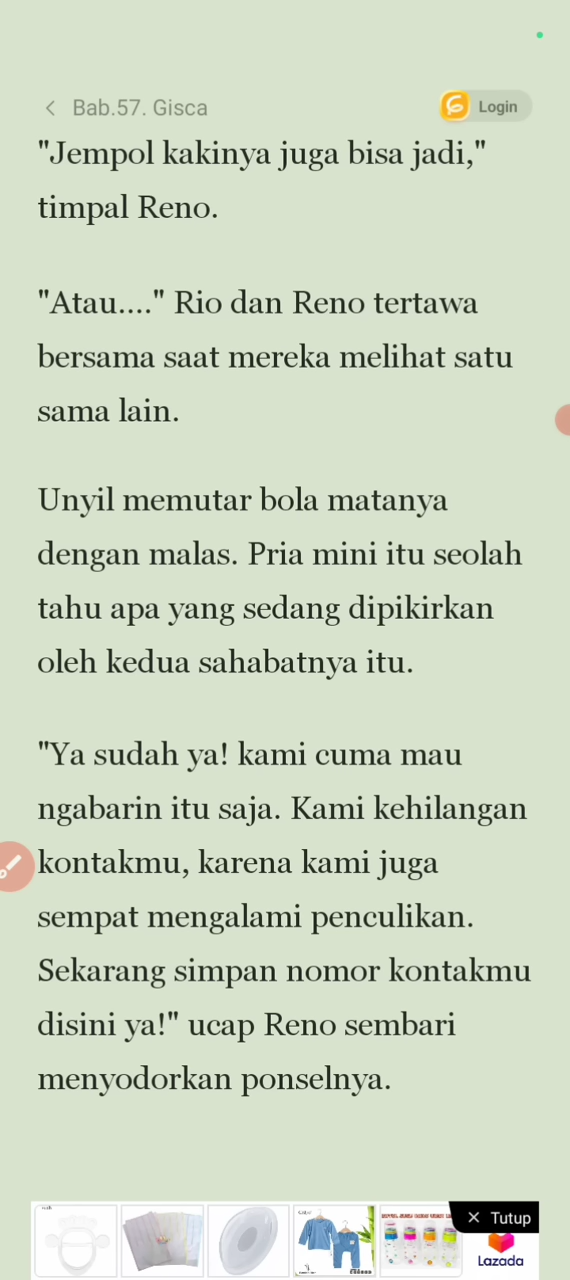 Bab.57. Gisca
Login
"Jempol kakinya juga bisa jadi,"
timpal Reno.
"Atau...." Rio dan Reno tertawa
bersama saat mereka melihat satu
sama lain.
Unyil memutar bola matanya
dengan malas. Pria mini itu seolah
tahu apa yang sedang dipikirkan
oleh kedua sahabatnya itu.
"Ya sudah ya! kami cuma mau
ngabarin itu saja. Kami kehilangan
kontakmu, karena kami juga
sempat mengalami penculikan.
Sekarang simpan nomor kontakmu
disini ya!" ucap Reno sembari
menyodorkan ponselnya.
Tutup
Lazada